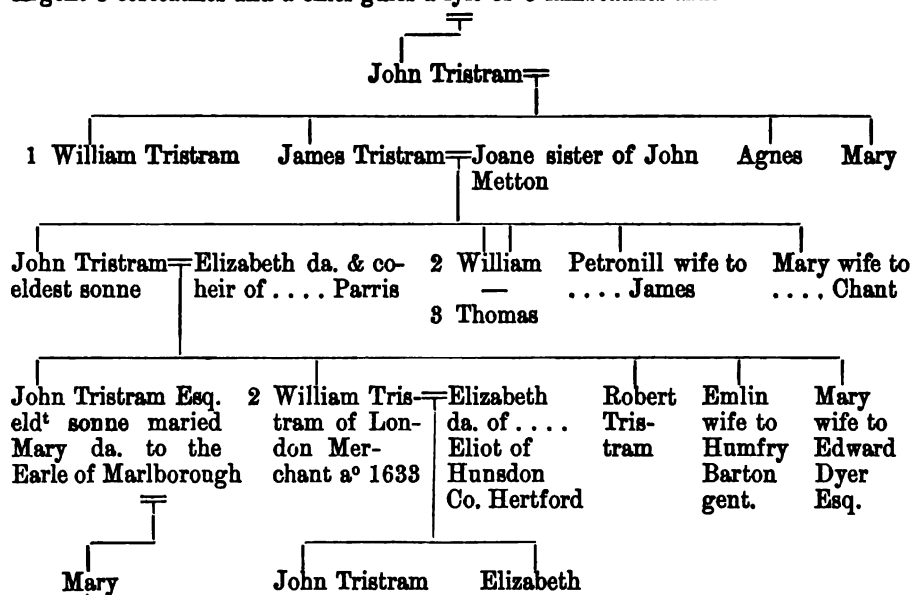 John Tristram
1 William Tristram James Tristram Joane sister of John Metton Agnes Mary
John Tristram eldest sonne
Elizabeth da. & co-
heir of .... Parris
2 William
—
3 Thomas
Petronill wife to
.... James
Mary wife to
.... Chant
John Tristram Esq.
eldᵗ sonne maried
Mary da. to the
Earle of Marlborough
2 William Tris-
tram of Lon-
don Mer-
chant aº 1633
Elizabeth
da. of ....
Eliot of
Hunsdon
Co. Hertford
Robert
Tris-
tram
Emlin
wife to
Humfry
Barton
gent.
Mary
wife to
Edward
Dyer
Esq.
Mary
John Tristram
Elizabeth